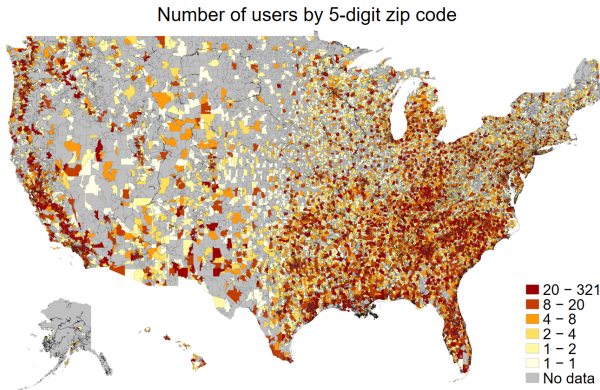 Number of users by 5-digit zip code
20 − 321
8 − 20
4 − 8
2 − 4
1 − 2
1 − 1
No data